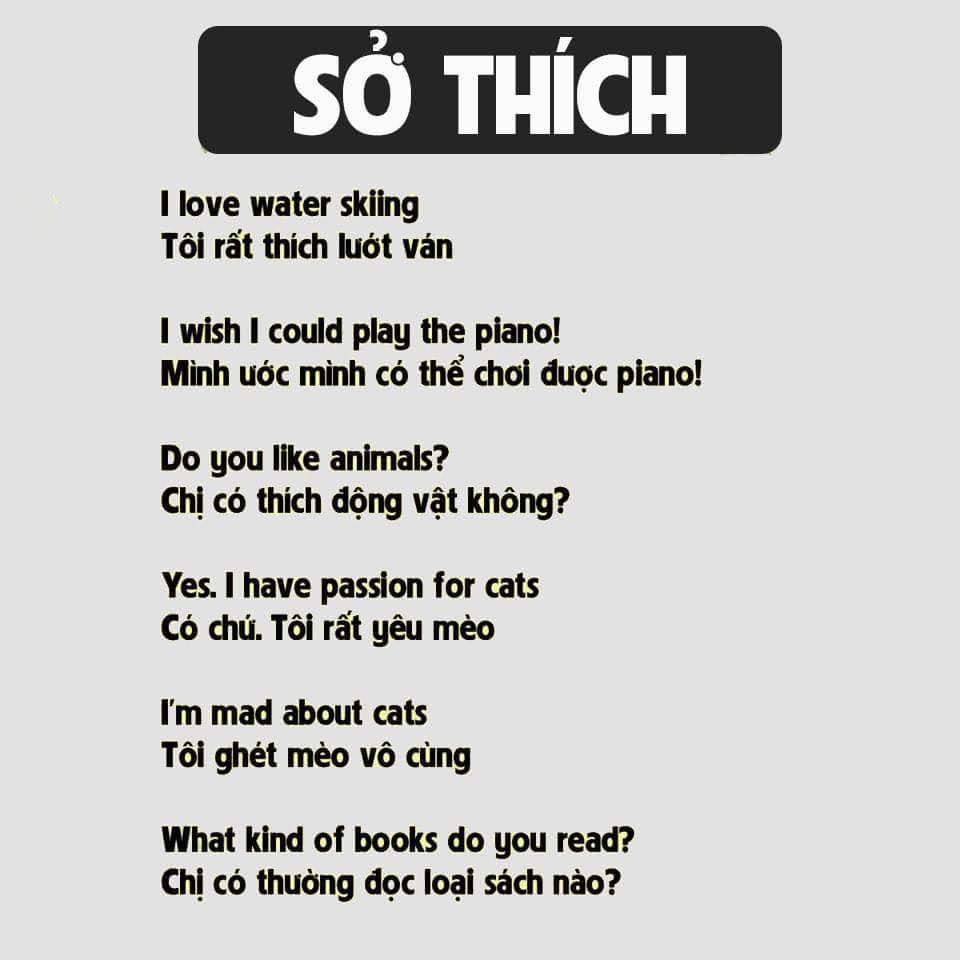 SỞ THÍCH
I love water skiing
Tôi rất thích lướt ván
I wish I could play the piano!
Mình ước mình có thể chơi được piano!
Do you like animals?
Chị có thích động vật không?
Yes. I have passion for cats
Có chứ. Tôi rất yêu mèo
I'm mad about cats
Tôi ghét mèo vô cùng
What kind of books do you read?
Chị có thường đọc loại sách nào?